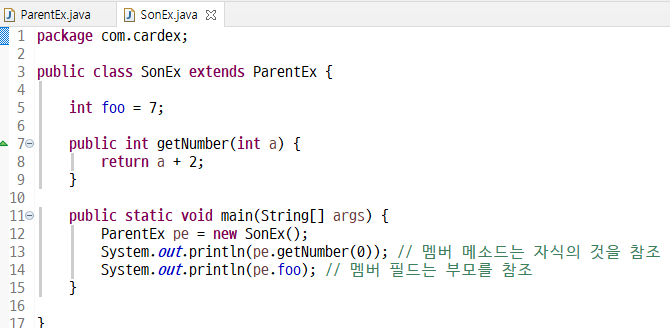 ParentEx.java SonEx.java
1 package com.cardex;
2
3 public class SonEx extends ParentEx {
4
5 int foo = 7;
6
7 public int getNumber(int a) {
8 return a + 2;
9 }
10
11 public static void main(String[] args) {
12 ParentEx pe = new SonEx();
13 System.out.println(pe.getNumber(0)); // 멤버 메소드는 자식의 것을 참조
14 System.out.println(pe.foo); // 멤버 필드는 부모를 참조
15 }
16
17 }